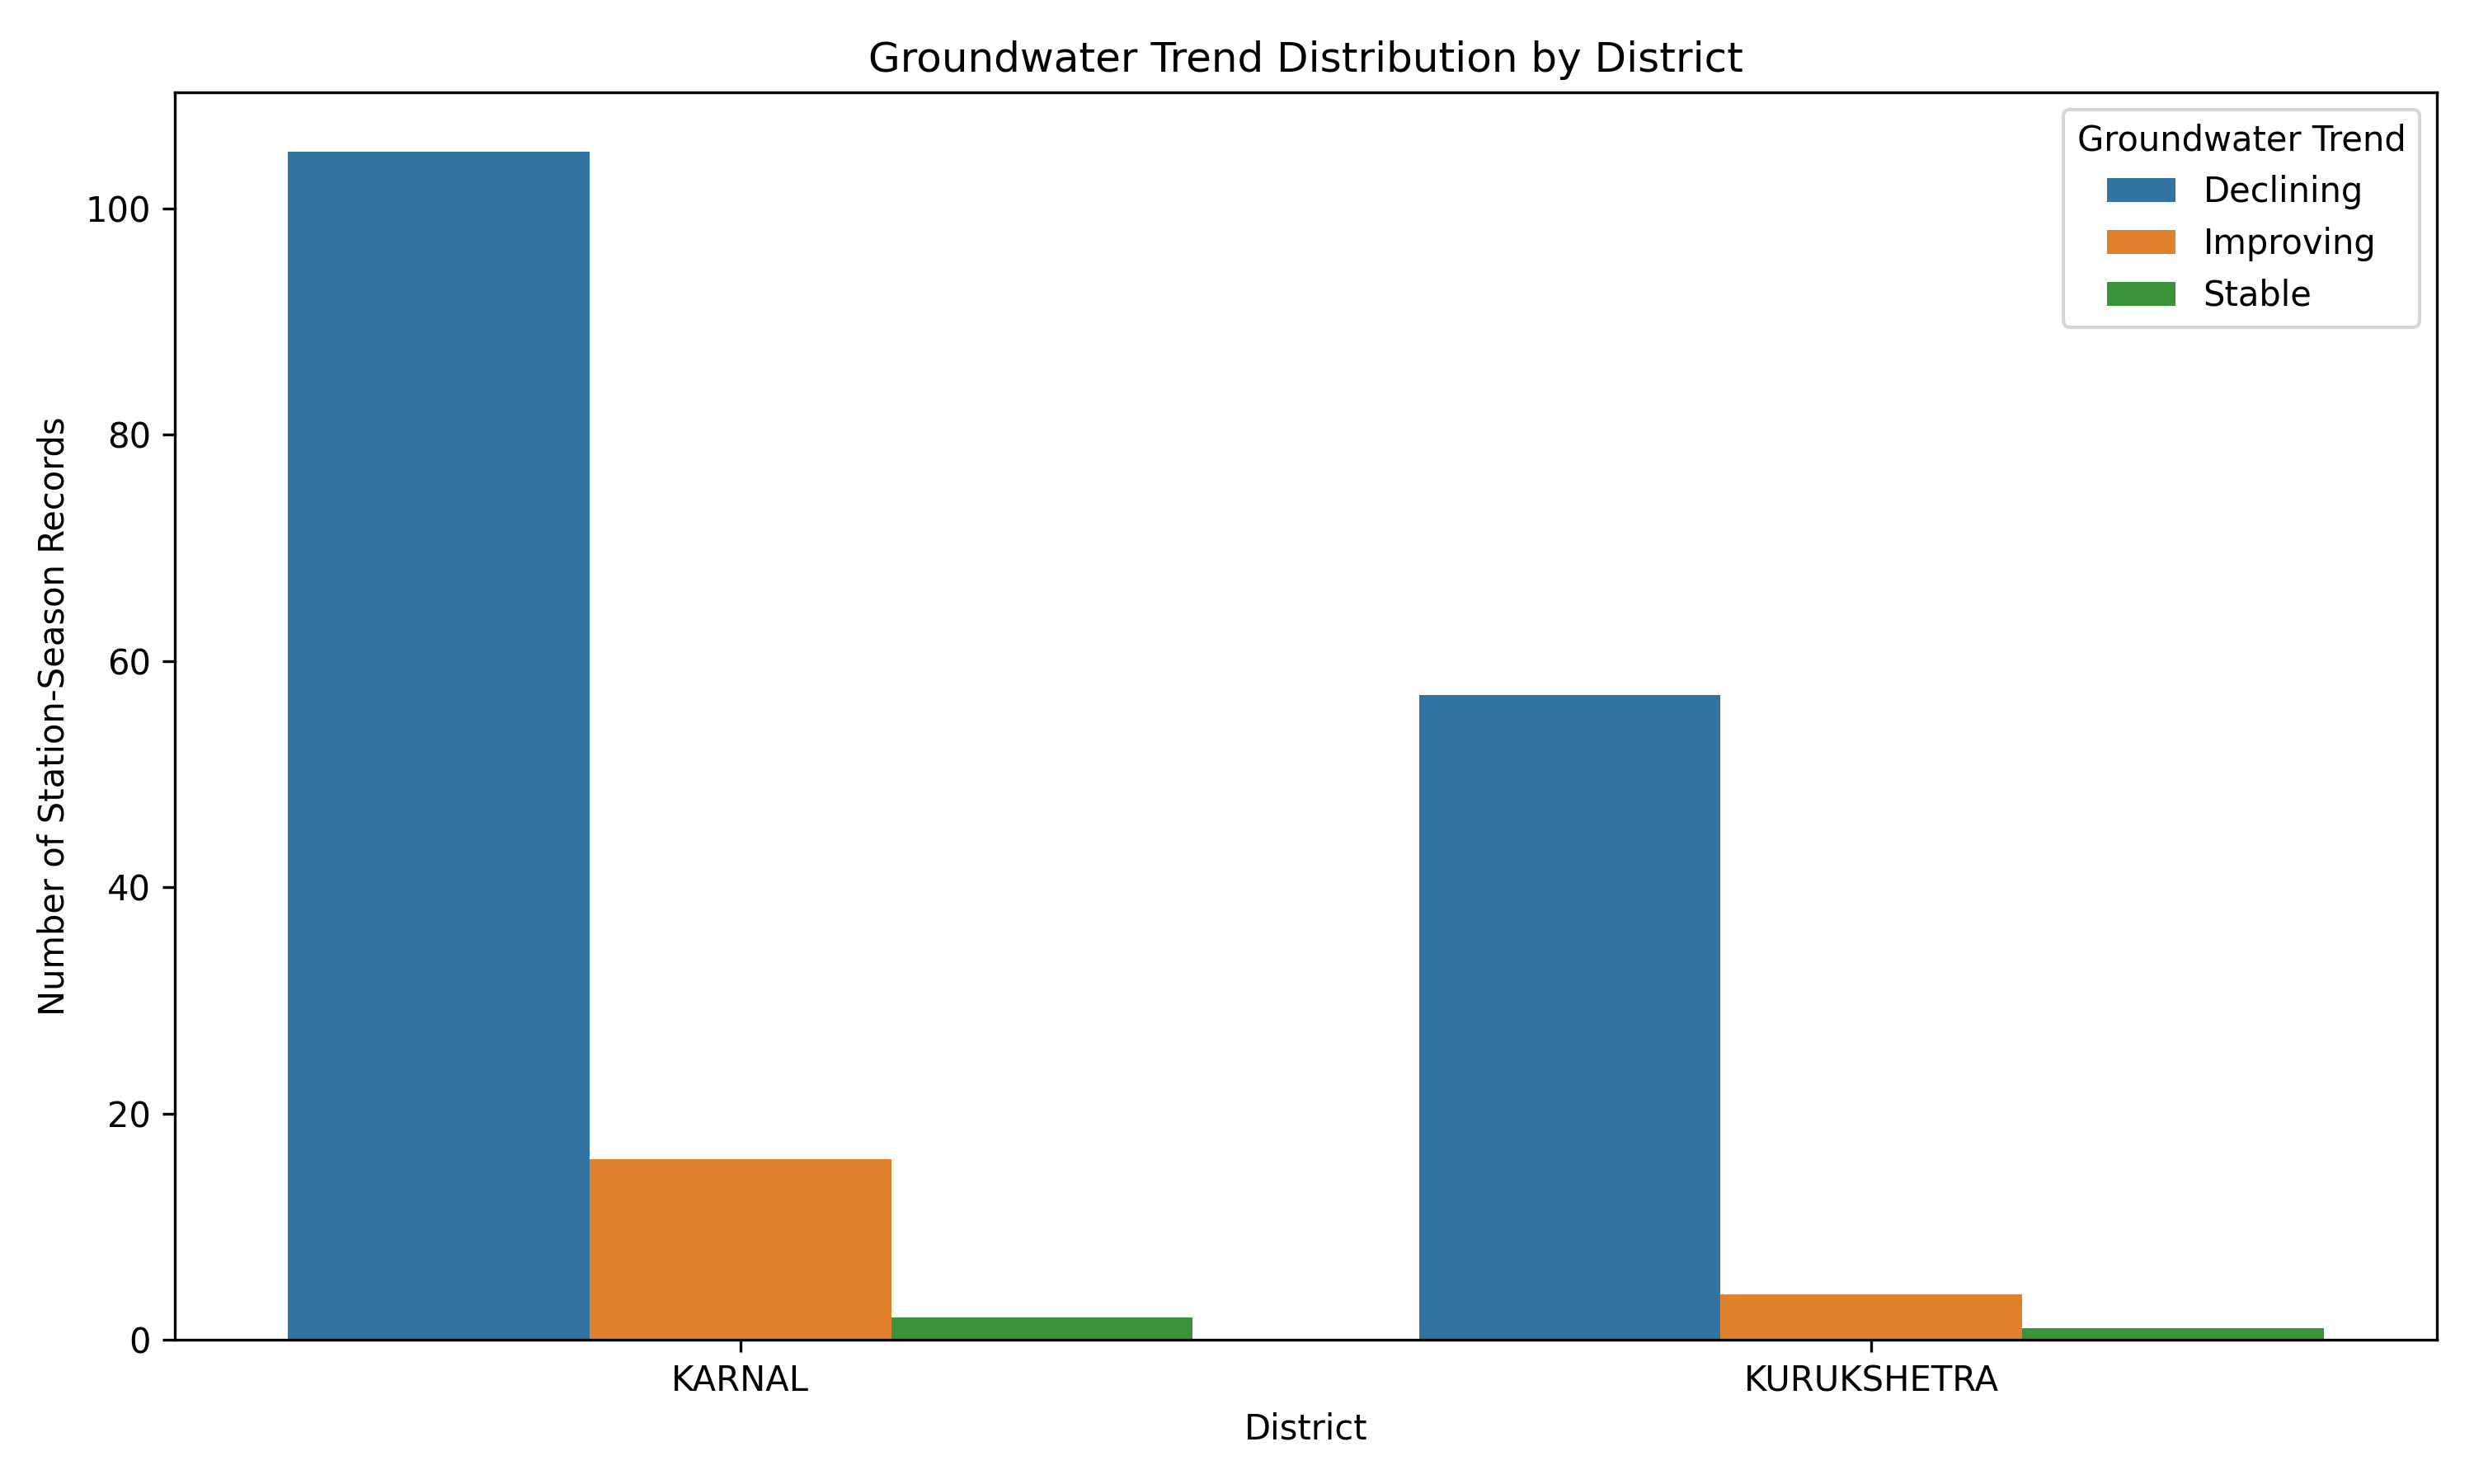 Groundwater Trend Distribution by District
Groundwater Trend
Declining
Improving
Stable
Number of Station-Season Records
100
80
60
40
20
0
KARNAL
KURUKSHETRA
District